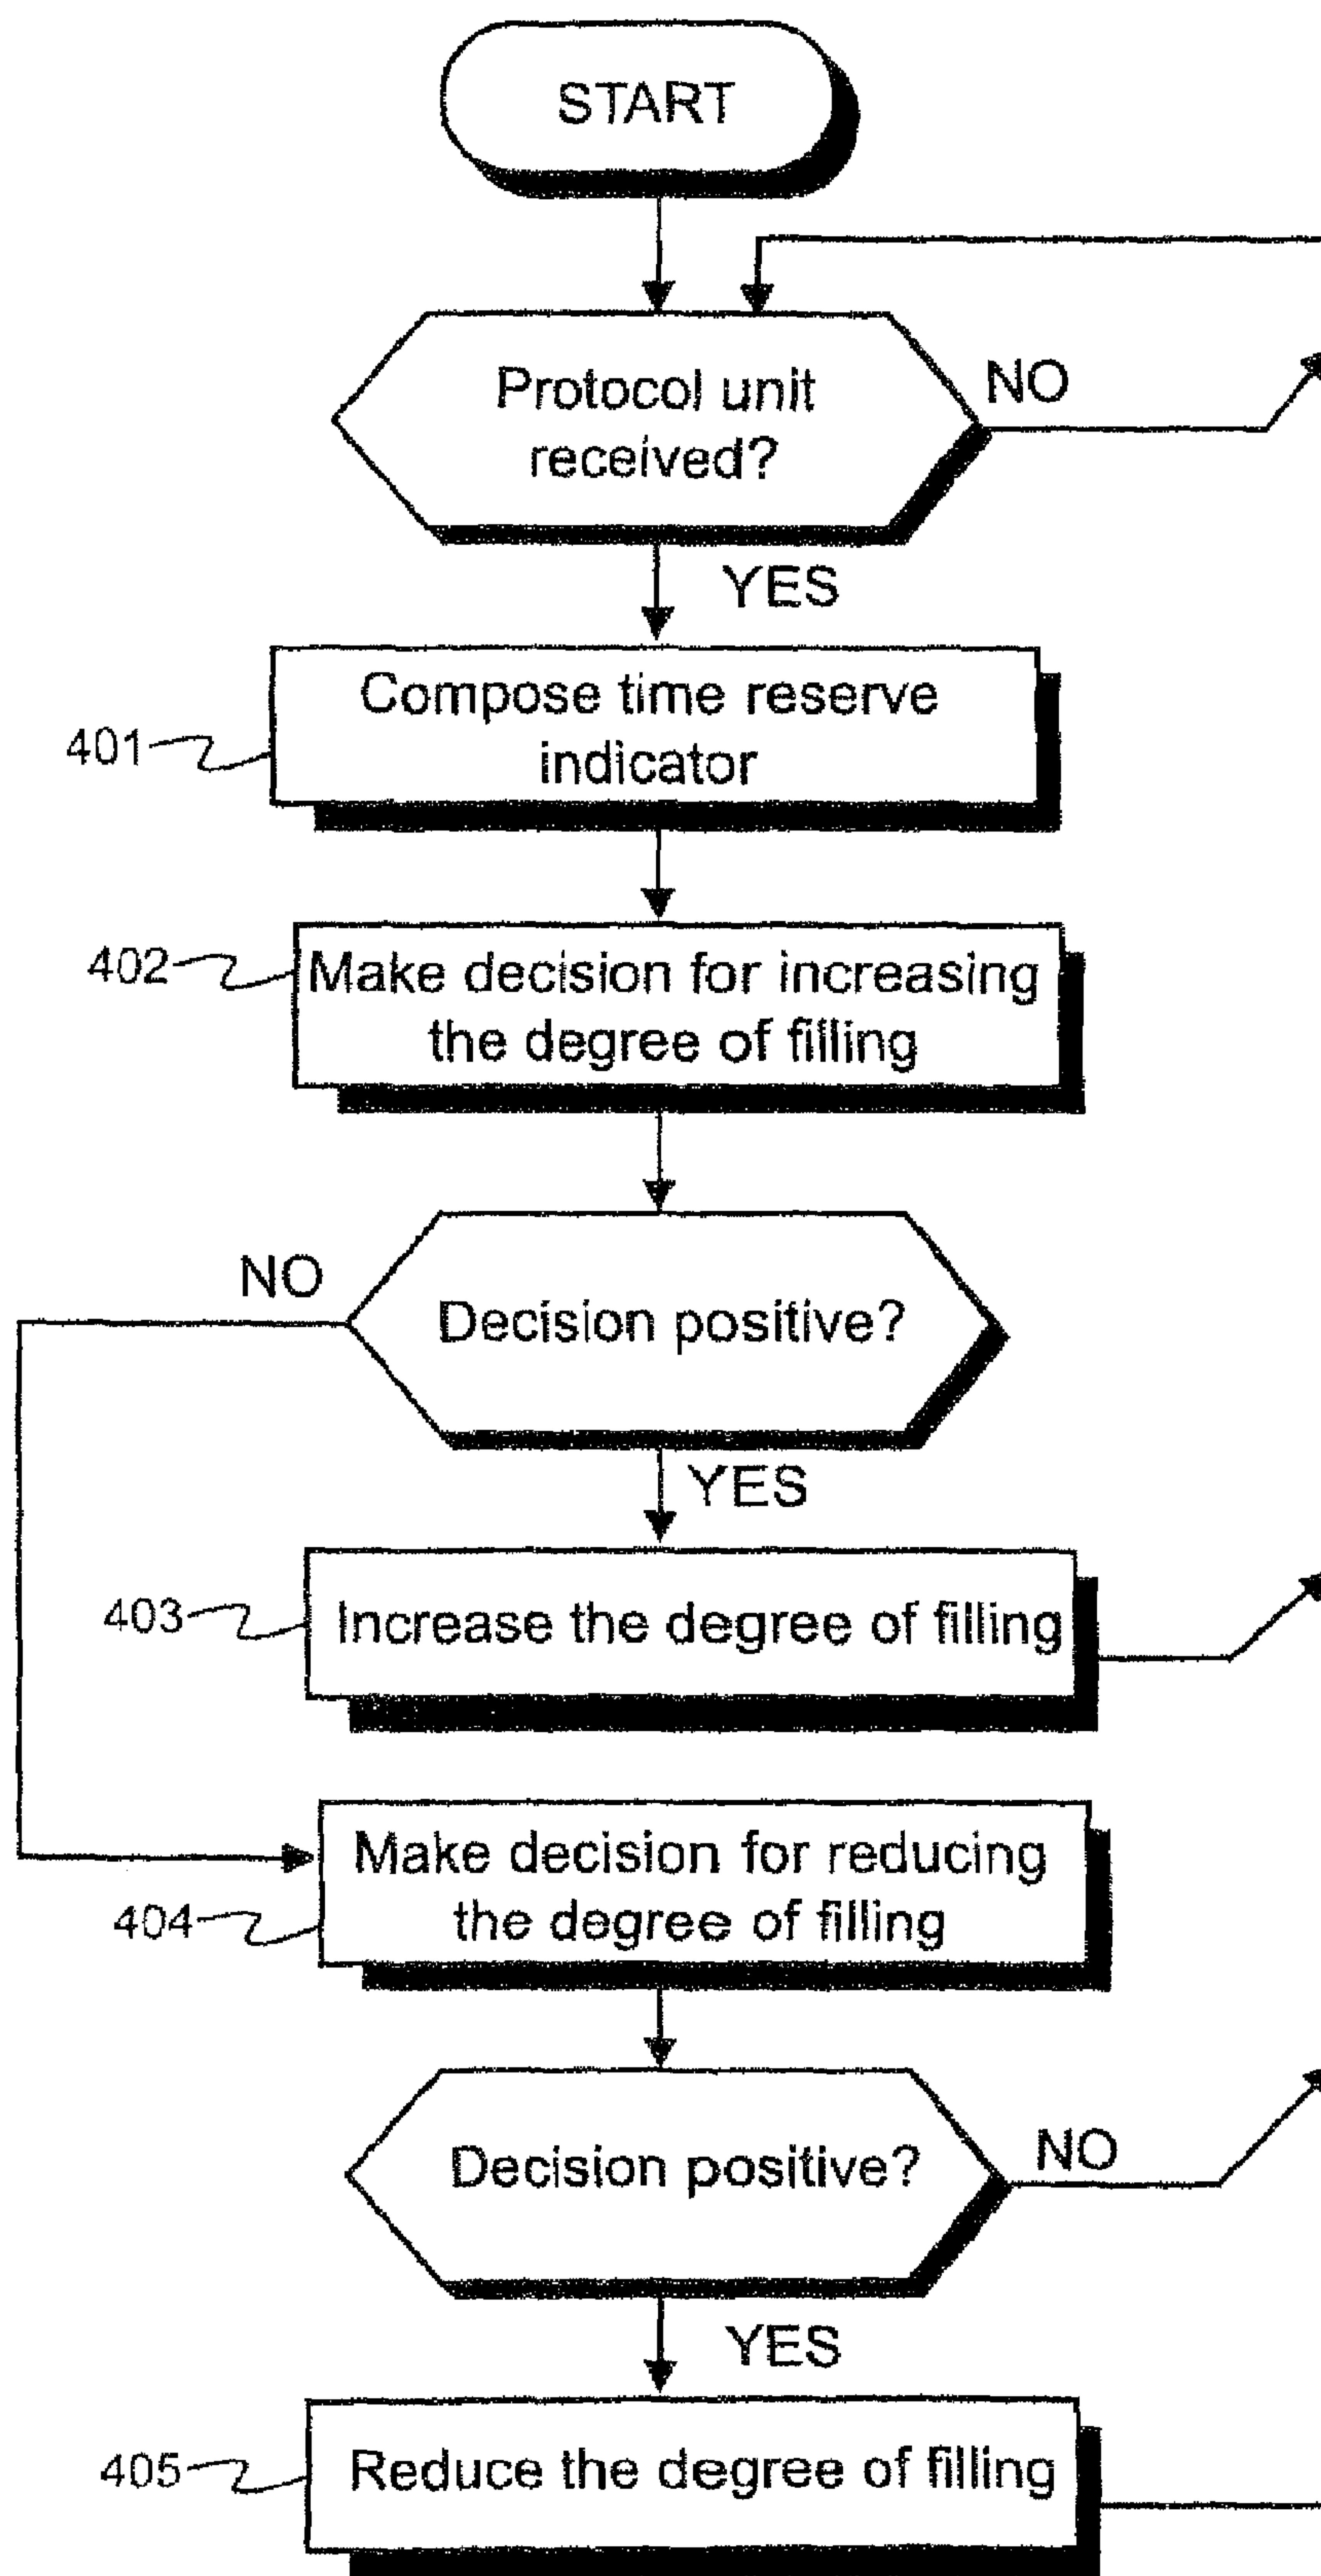 START
Protocol unit
received?
NO
YES
Compose time reserve
indicator
401
402
Make decision for increasing
the degree of filling
NO
Decision positive?
YES
403
Increase the degree of filling
Make decision for reducing
the degree of filling
404
Decision positive?
NO
YES
405
Reduce the degree of filling